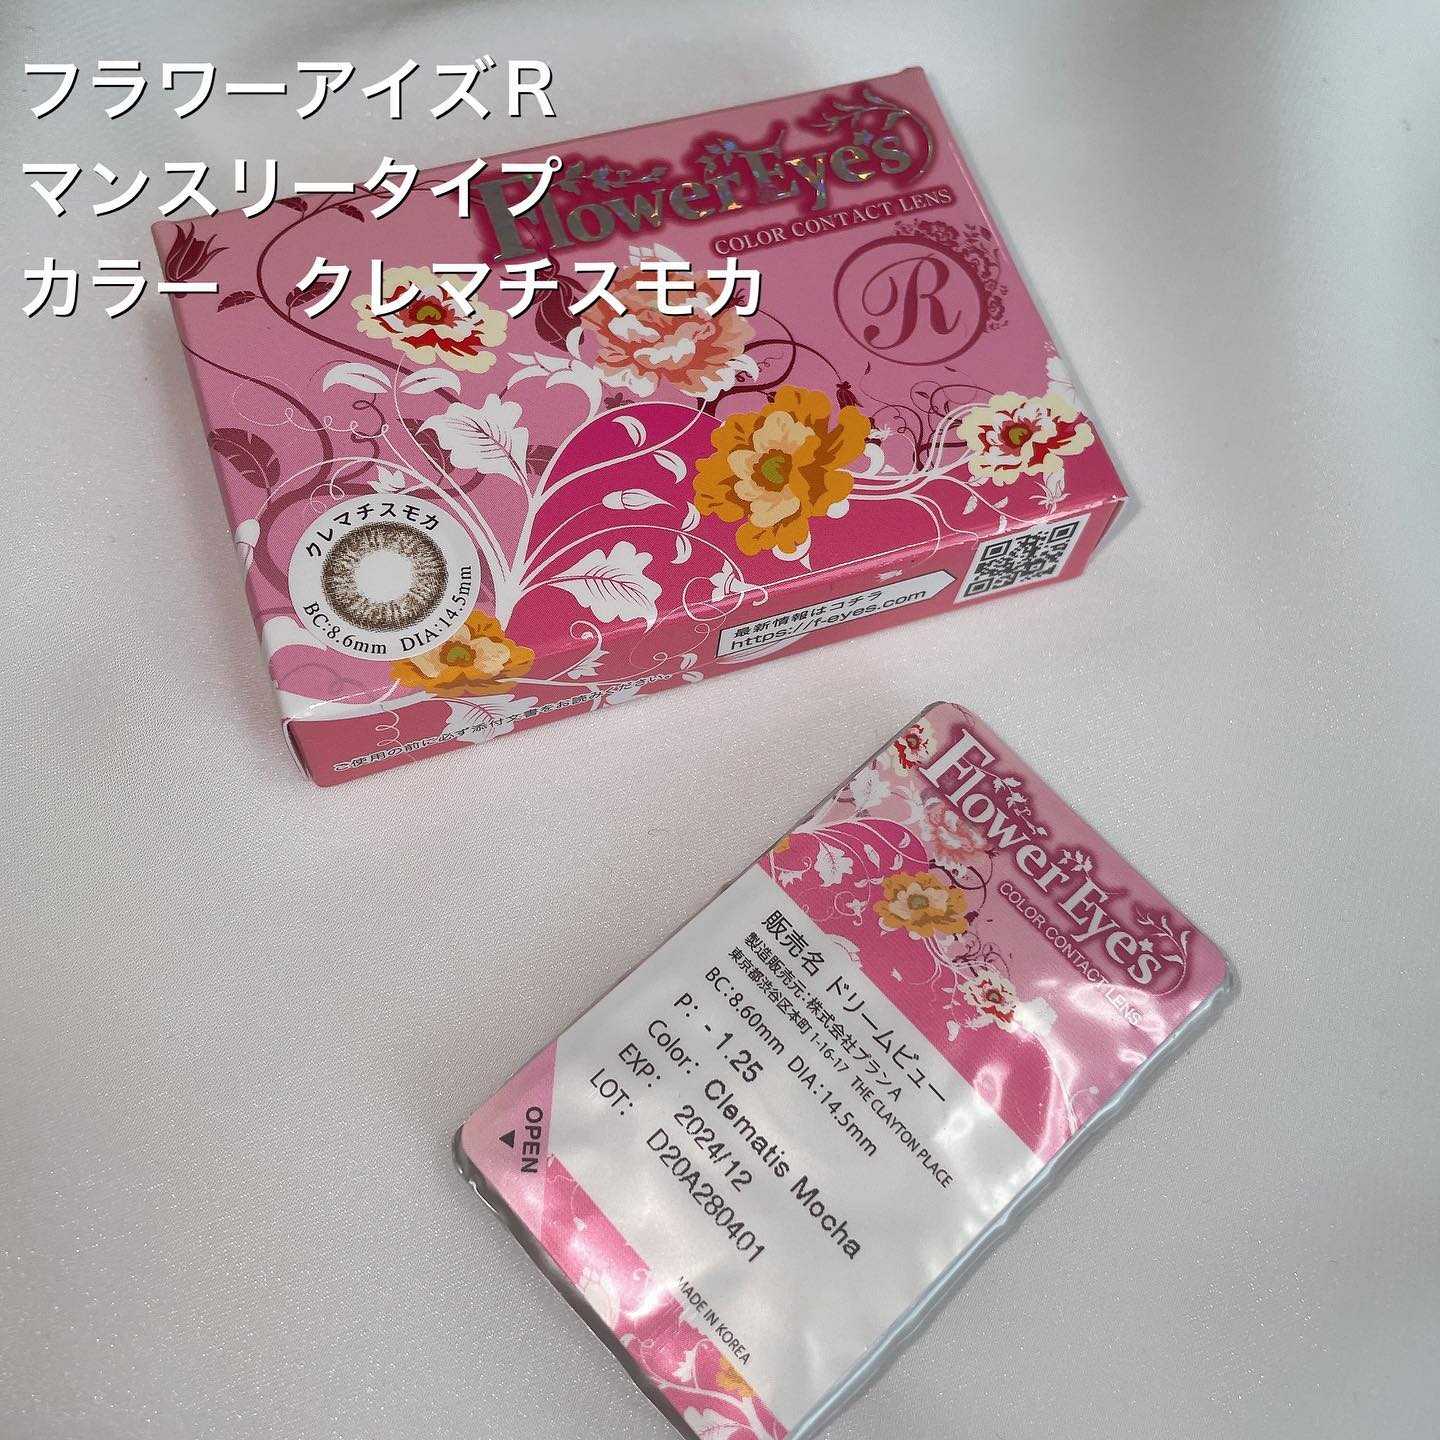 フラワーアイズR
マンスリータイプ
カラー　クレマチスモカ
FlowerEyes
COLOR CONTACT LENS
R
クレマチスモカ
BC:8.6mm DIA:14.5mm
最新情報はコチラ
https://f-eyes.com
ご使用の前に必ず添付文書をお読みください。
FlowerEyes
COLOR CONTACT LENS
販売名 ドリームビュー
製造販売元:株式会社プランA
東京都渋谷区本町1-16-17 THE CLAYTON PLACE
BC:8.60mm DIA:14.5mm
P: - 1.25
Color: Clematis Mocha
EXP: 2024/12
LOT: D20A280401
OPEN
MADE IN KOREA